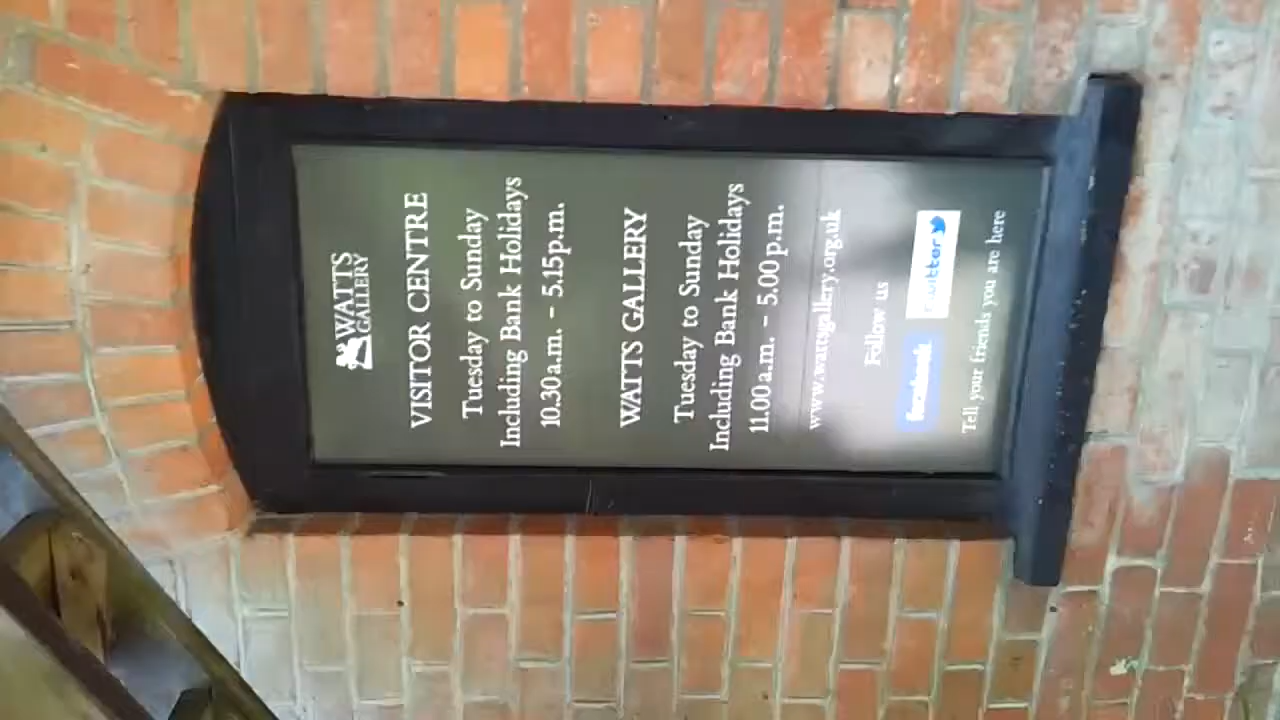 WATTS
GALLERY
VISITOR CENTRE
Tuesday to Sunday
Including Bank Holidays
10.30a.m. - 5.15p.m.
WATTS GALLERY
Tuesday to Sunday
Including Bank Holidays
11.00a.m. - 5.00p.m.
www.wattsgallery.org.uk
Follow us
facebook twitter
Tell your friends you are here